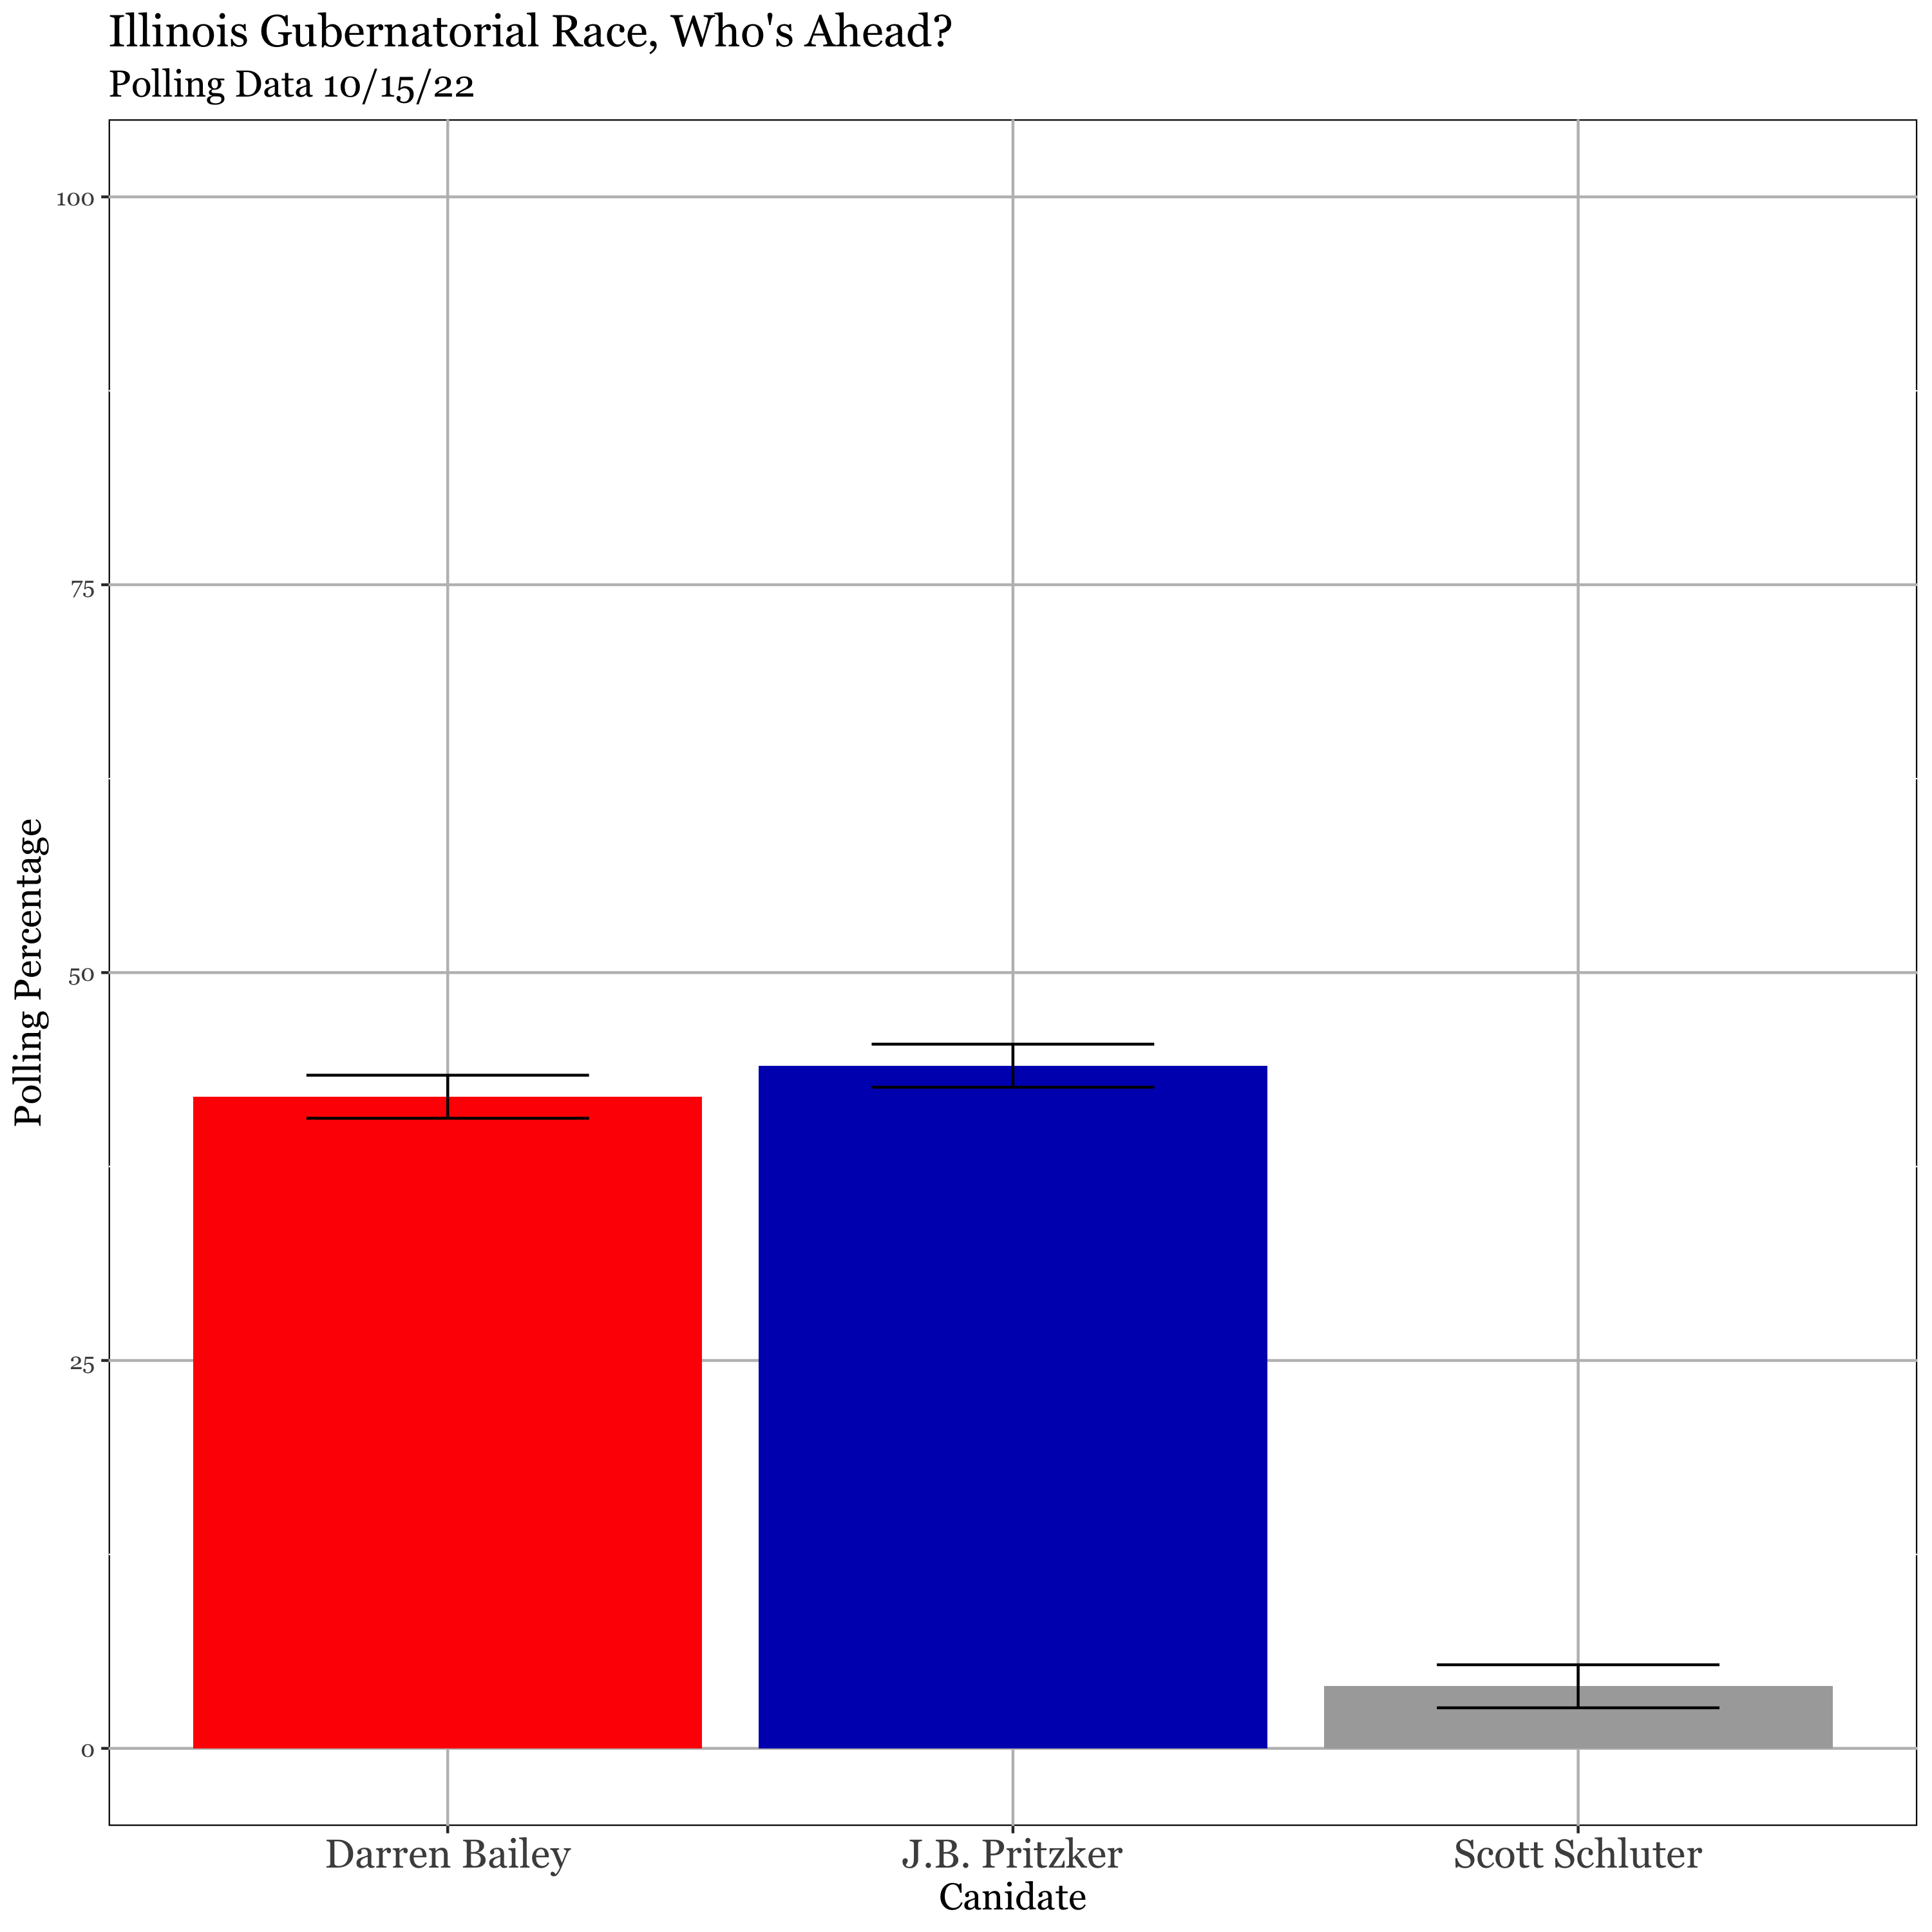 Illinois Gubernatorial Race, Who's Ahead?
Polling Data 10/15/22
100
75
50
25
0
Polling Percentage
Darren Bailey
J.B. Pritzker
Scott Schluter
Canidate